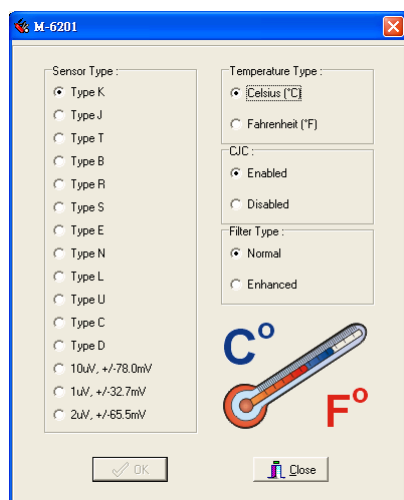 M-6201
Sensor Type :
Type K
Type J
Type T
Type B
Type R
Type S
Type E
Type N
Type L
Type U
Type C
Type D
10uV, +/-78.0mV
1uV, +/-32.7mV
2uV, +/-65.5mV
Temperature Type :
Celsius (°C)
Fahrenheit (°F)
CJC :
Enabled
Disabled
Filter Type :
Normal
Enhanced
C°
F°
OK
Close